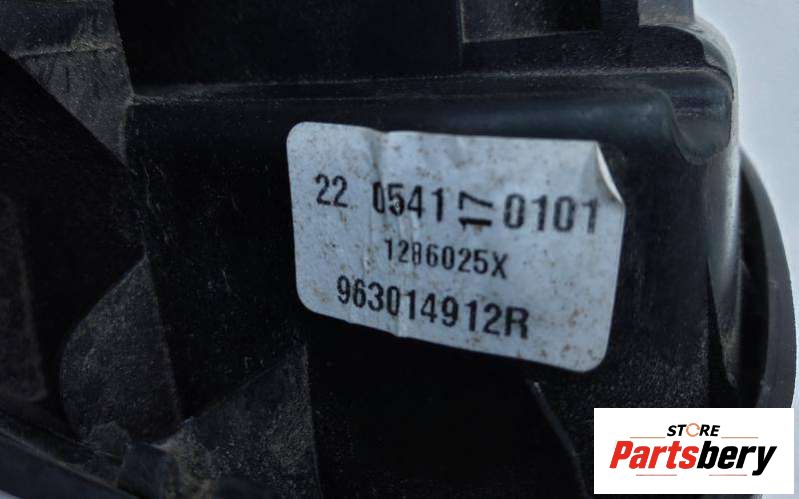 22 0541 17 0101
1286025X
963014912R
STORE
Partsbery